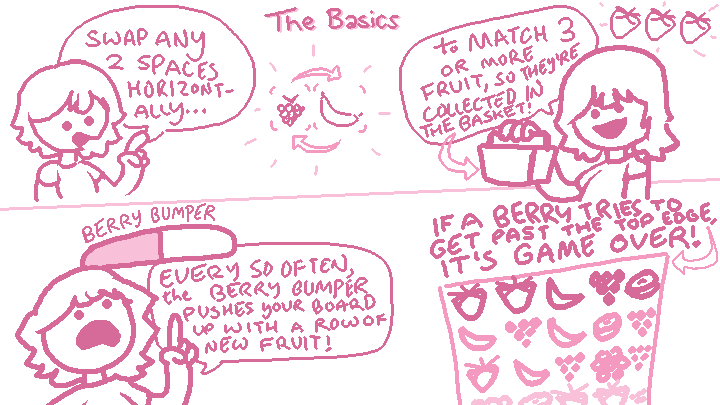 The Basics
SWAP ANY
2 SPACES
HORIZONT-
ALLY...
to MATCH 3
OR MORE
FRUIT, SO THEY'RE
COLLECTED IN
THE BASKET!
BERRY BUMPER
EVERY SO OFTEN,
the BERRY BUMPER
PUSHES YOUR BOARD
UP WITH A ROW OF
NEW FRUIT!
IF A BERRY TRIES TO
GET PAST THE TOP EDGE,
IT'S GAME OVER!